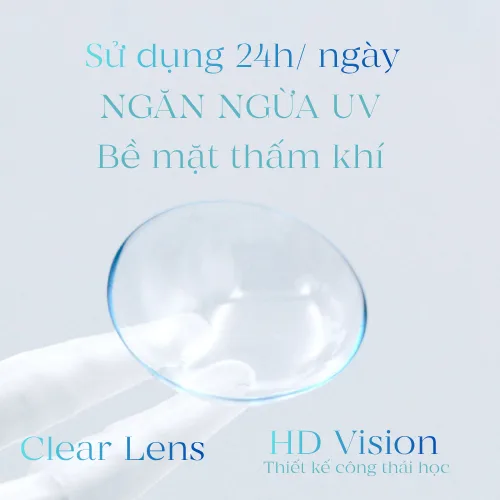 Sử dụng 24h/ ngày
NGĂN NGỪA UV
Bề mặt thấm khí
Clear Lens
HD Vision
Thiết kế công thái học